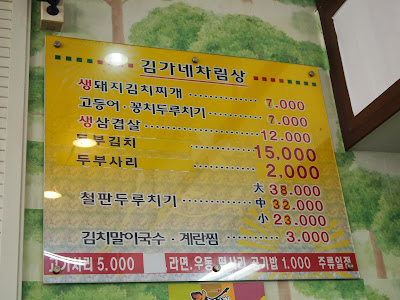 김가네차림상
생돼지김치찌개 ............ 7.000
고등어·꽁치두루치기 ....... 7.000
생삼겹살 .................. 12.000
두부김치 .................. 15,000
두부사리 .................. 2,000
大 38.000
철판두루치기 ............ 中 32.000
小 23.000
김치말이국수·계란찜 ........ 3.000
고기사리 5.000 라면,우동,떡사리,공기밥 1.000 주류일절